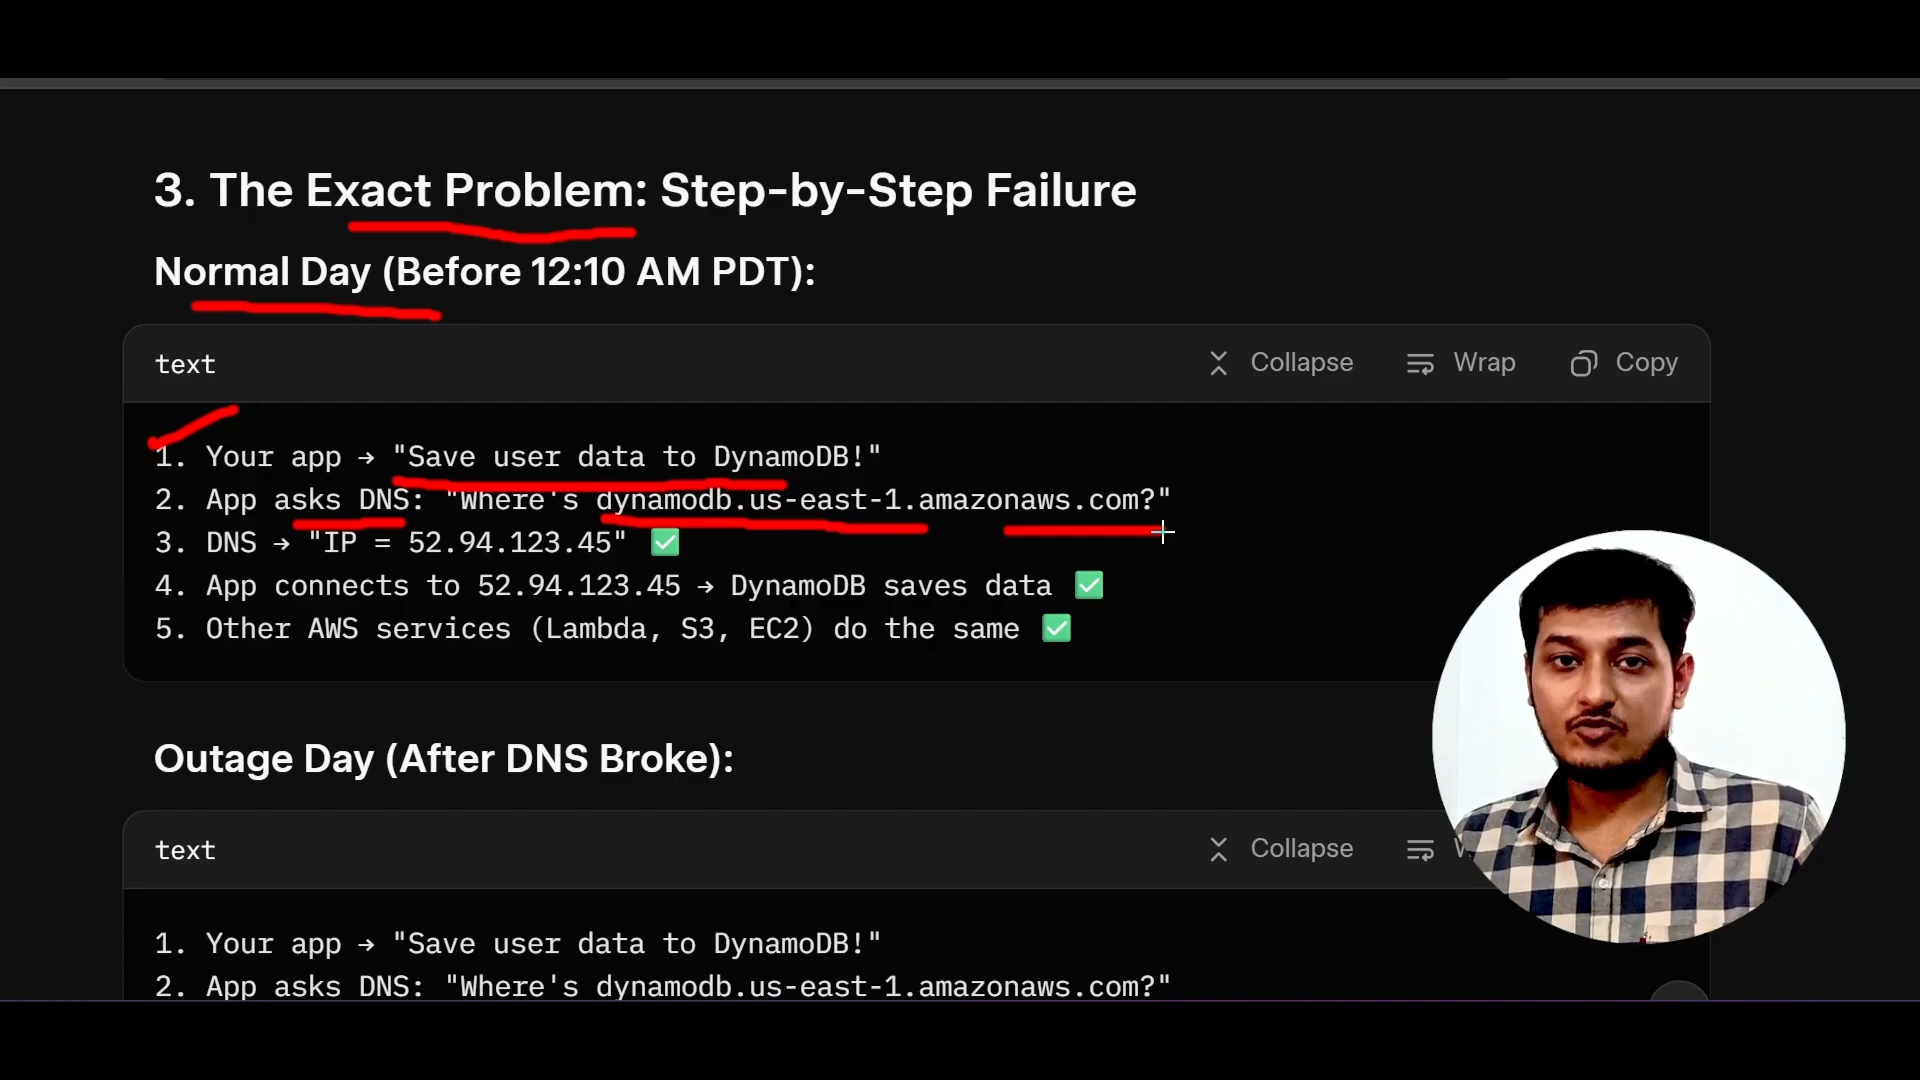 3. The Exact Problem: Step-by-Step Failure
Normal Day (Before 12:10 AM PDT):
text Collapse Wrap Copy
1. Your app → "Save user data to DynamoDB!"
2. App asks DNS: "Where's dynamodb.us-east-1.amazonaws.com?"
3. DNS → "IP = 52.94.123.45" ✅
4. App connects to 52.94.123.45 → DynamoDB saves data ✅
5. Other AWS services (Lambda, S3, EC2) do the same ✅
Outage Day (After DNS Broke):
text Collapse
1. Your app → "Save user data to DynamoDB!"
2. App asks DNS: "Where's dynamodb.us-east-1.amazonaws.com?"